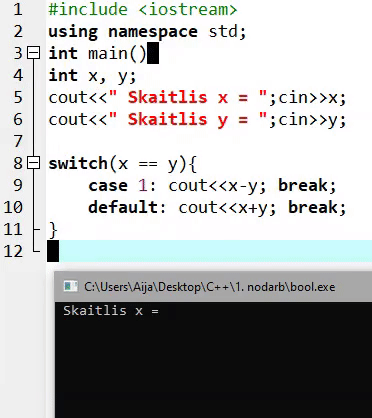 1 #include <iostream>
2 using namespace std;
3 int main()
4 int x, y;
5 cout<<" Skaitlis x = ";cin>>x;
6 cout<<" Skaitlis y = ";cin>>y;
7
8 switch(x == y){
9 case 1: cout<<x-y; break;
10 default: cout<<x+y; break;
11 }
12
C:\Users\Aija\Desktop\C++\1. nodarb\bool.exe
Skaitlis x =